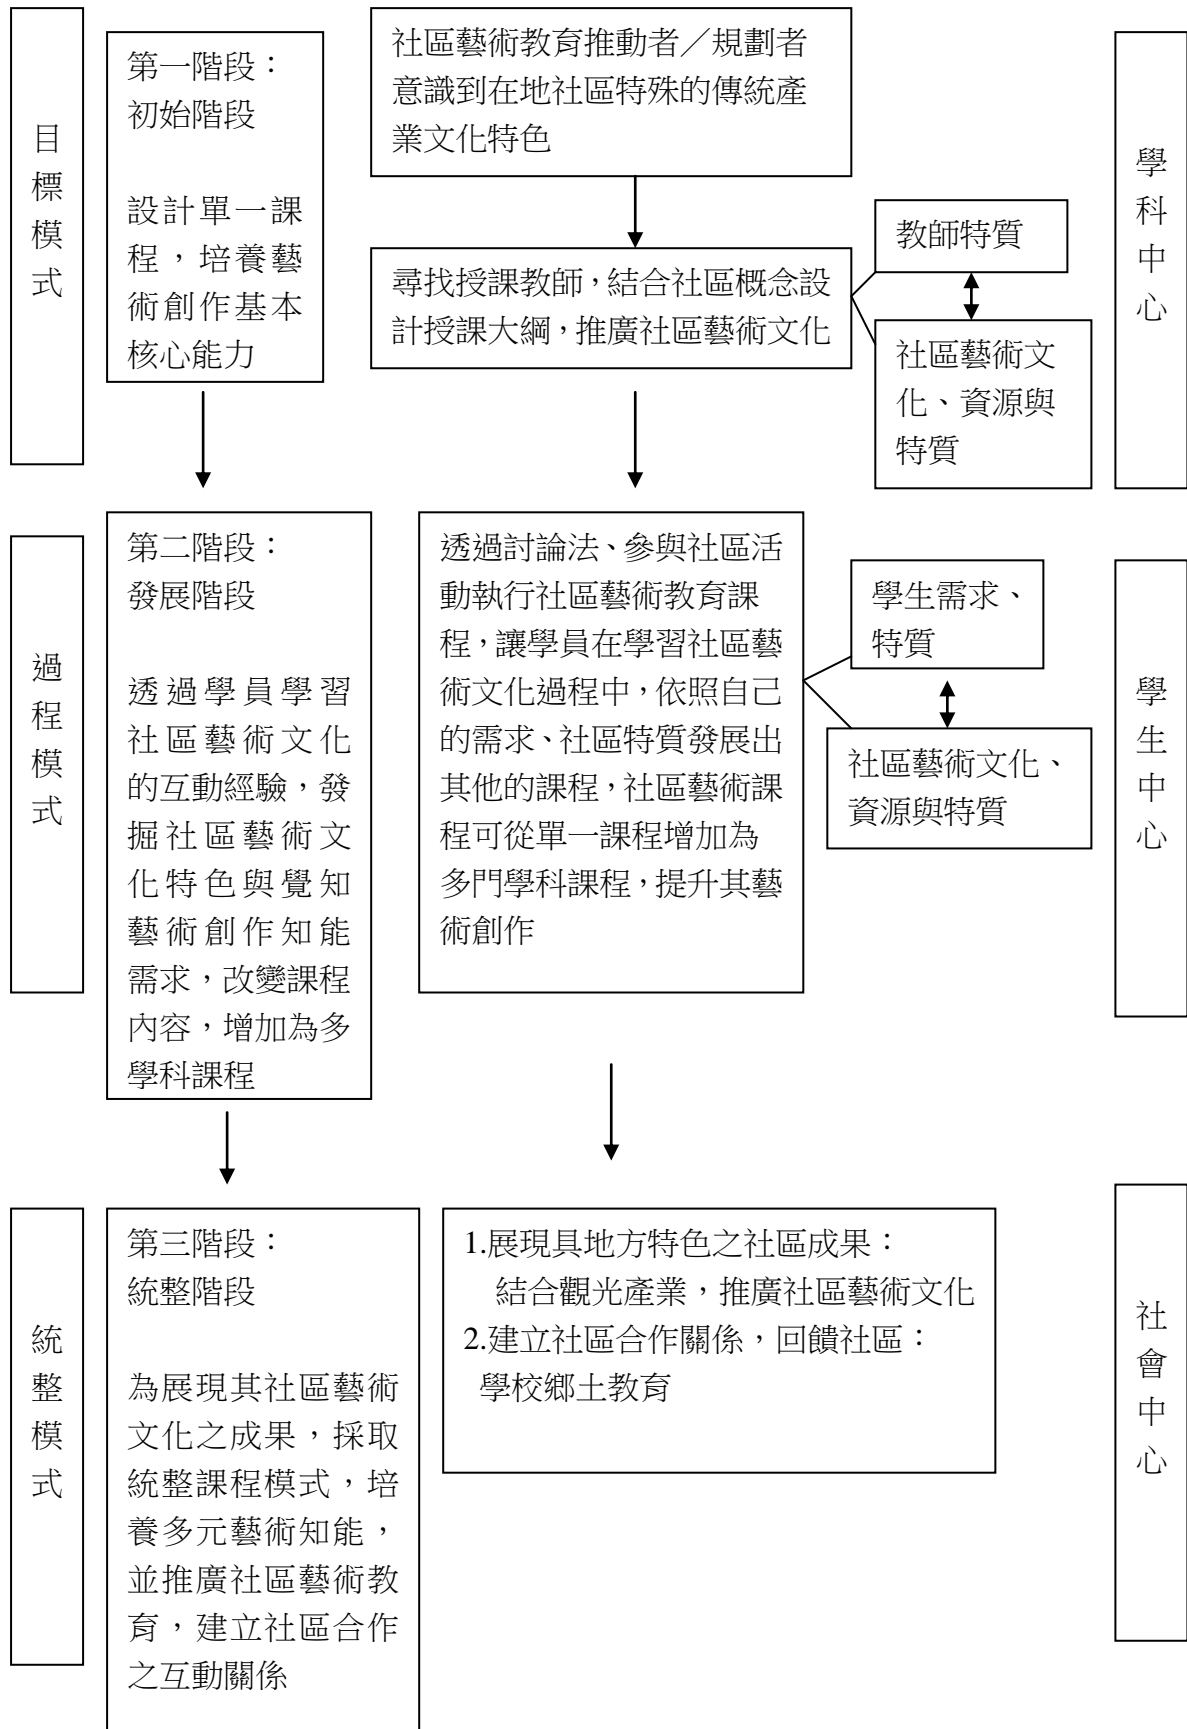 目標模式
第一階段：
初始階段
設計單一課
程，培養藝
術創作基本
核心能力
社區藝術教育推動者／規劃者
意識到在地社區特殊的傳統產
業文化特色
尋找授課教師，結合社區概念設
計授課大綱，推廣社區藝術文化
教師特質
社區藝術文
化、資源與
特質
學科中心
過程模式
第二階段：
發展階段
透過學員學習
社區藝術文化
的互動經驗，發
掘社區藝術文
化特色與覺知
藝術創作知能
需求，改變課程
內容，增加為多
學科課程
透過討論法、參與社區活
動執行社區藝術教育課
程，讓學員在學習社區藝
術文化過程中，依照自己
的需求、社區特質發展出
其他的課程，社區藝術課
程可從單一課程增加為
多門學科課程，提升其藝
術創作
學生需求、
特質
社區藝術文化、
資源與特質
學生中心
統整模式
第三階段：
統整階段
為展現其社區藝術
文化之成果，採取
統整課程模式，培
養多元藝術知能，
並推廣社區藝術教
育，建立社區合作
之互動關係
1.展現具地方特色之社區成果：
結合觀光產業，推廣社區藝術文化
2.建立社區合作關係，回饋社區：
學校鄉土教育
社會中心